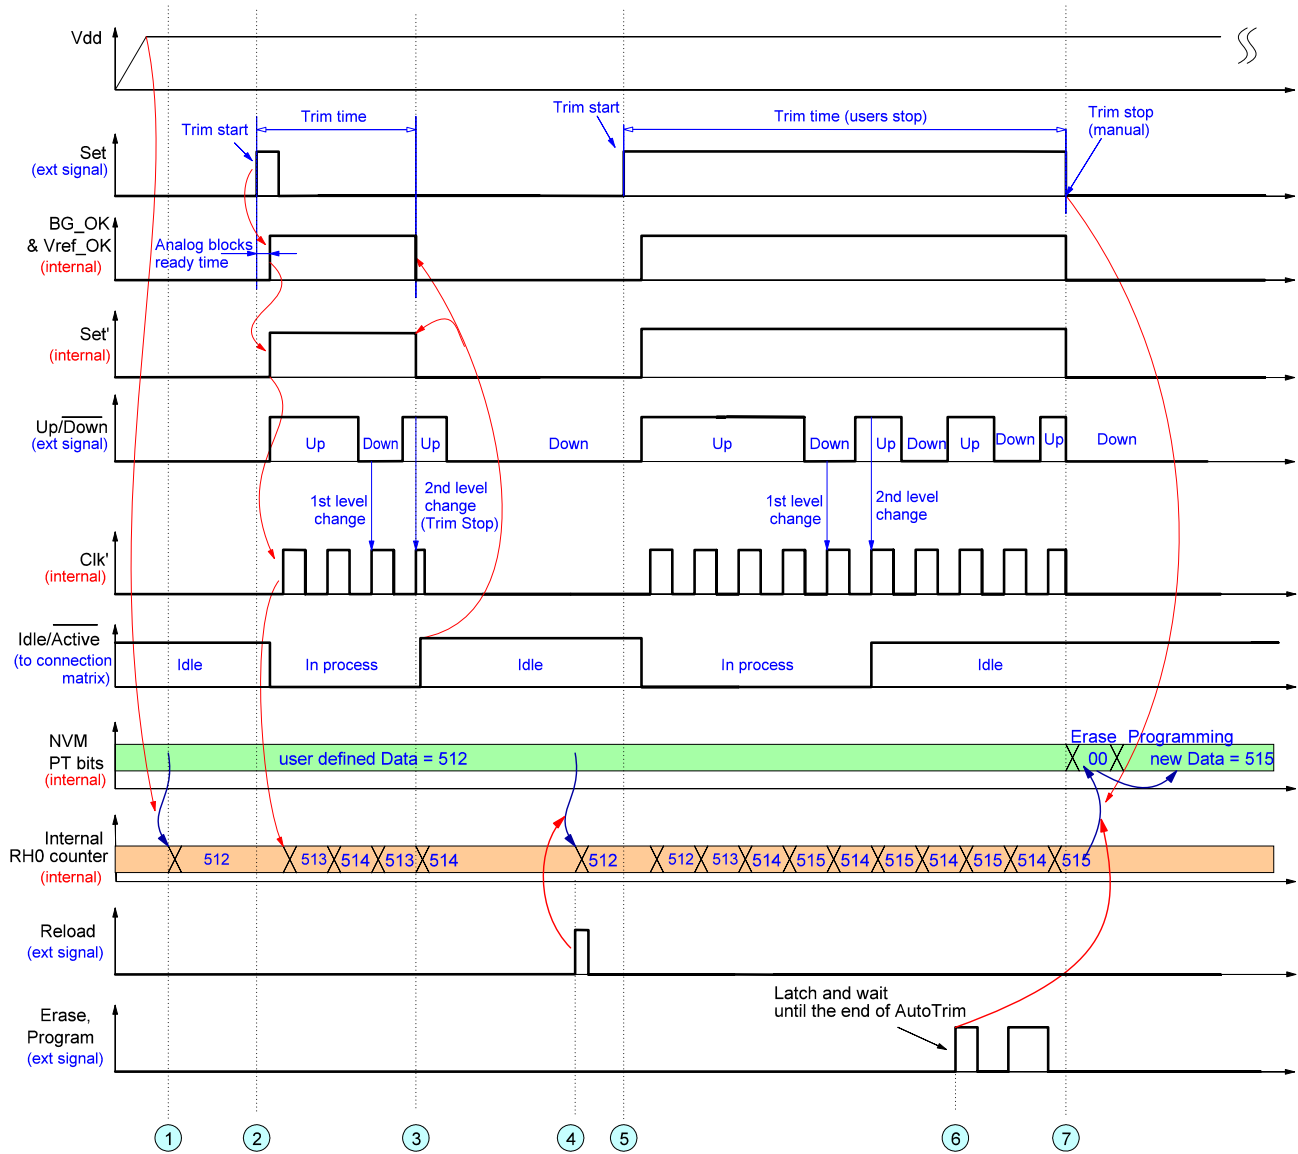 Vdd
Trim start
Trim time
Trim start
Trim time (users stop)
Trim stop
(manual)
Set
(ext signal)
BG_OK
& Vref_OK
(internal)
Analog blocks
ready time
Set'
(internal)
Up/Down
(ext signal)
Up
Down
Up
Down
Up
Down
Up
Down
Up
Down
Up
Down
1st level
change
2nd level
change
(Trim Stop)
1st level
change
2nd level
change
Clk'
(internal)
Idle/Active
(to connection
matrix)
Idle
In process
Idle
In process
Idle
NVM
PT bits
(internal)
user defined Data = 512
Erase
Programming
00
new Data = 515
Internal
RH0 counter
(internal)
512
513
514
513
514
512
512
513
514
515
514
515
514
515
514
515
Reload
(ext signal)
Erase,
Program
(ext signal)
Latch and wait
until the end of AutoTrim
1
2
3
4
5
6
7